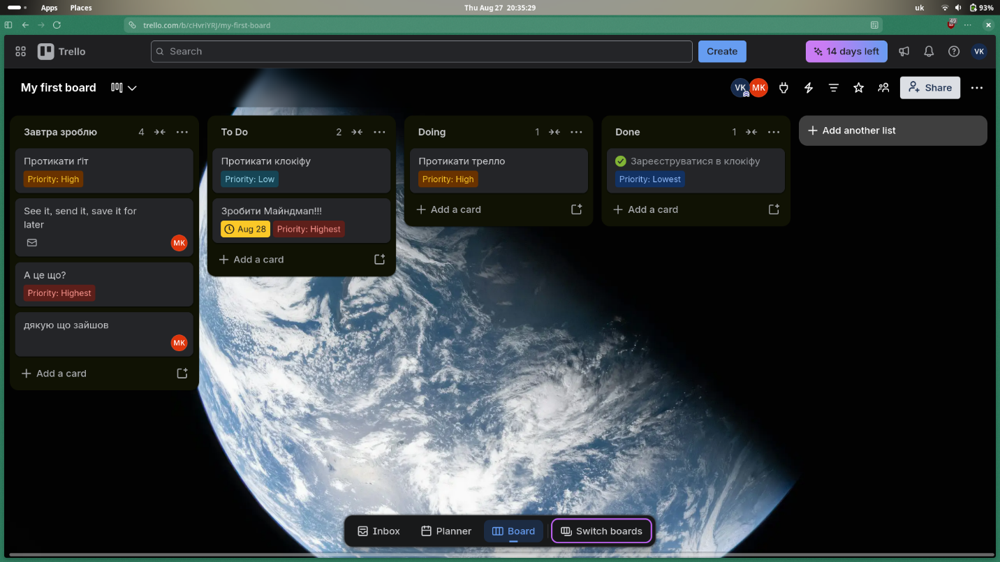 Apps Places Thu Aug 27 20:35:29 uk 93%
trello.com/b/cHvriYRJ/my-first-board 49
Trello Search Create 14 days left VK
My first board VK MK Share
Завтра зроблю 4
Протикати ґіт
Priority: High
See it, send it, save it for
later
MK
А це що?
Priority: Highest
дякую що зайшов
MK
Add a card
To Do 2
Протикати клокіфу
Priority: Low
Зробити Майндмап!!!
Aug 28 Priority: Highest
Add a card
Doing 1
Протикати трелло
Priority: High
Add a card
Done 1
Зареєструватися в клокіфу
Priority: Lowest
Add a card
Add another list
Inbox Planner Board Switch boards